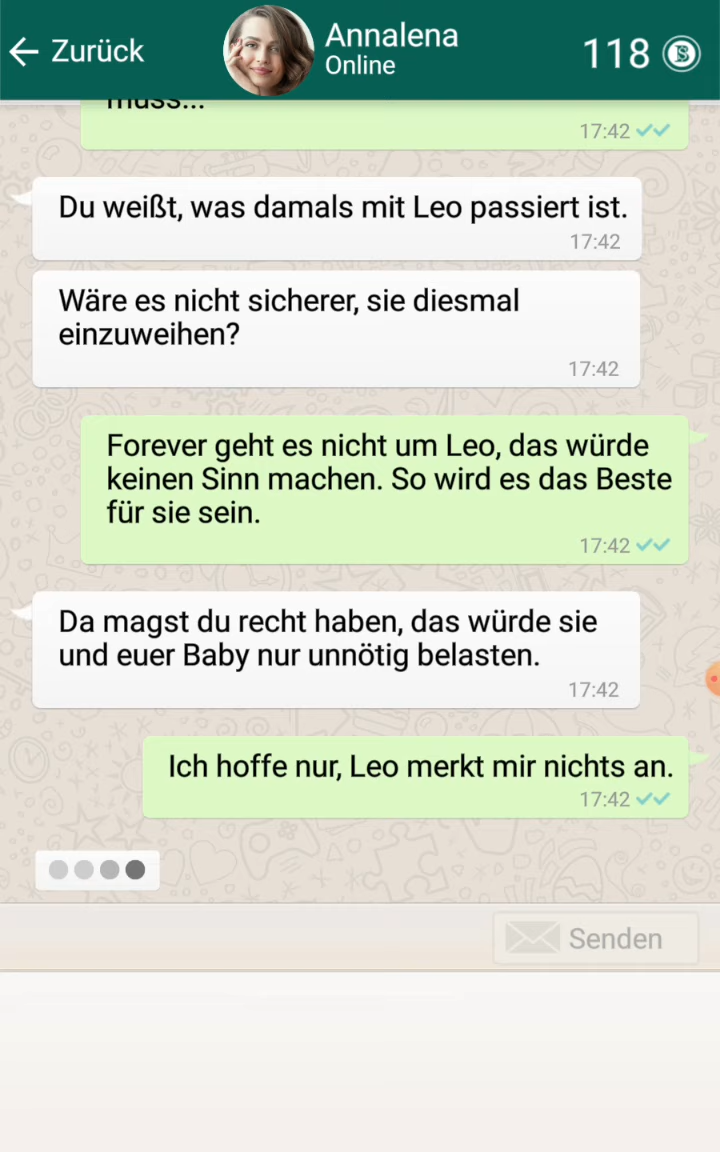 Zurück
Annalena
Online
118
muss...
17:42
Du weißt, was damals mit Leo passiert ist.
17:42
Wäre es nicht sicherer, sie diesmal
einzuweihen?
17:42
Forever geht es nicht um Leo, das würde
keinen Sinn machen. So wird es das Beste
für sie sein.
17:42
Da magst du recht haben, das würde sie
und euer Baby nur unnötig belasten.
17:42
Ich hoffe nur, Leo merkt mir nichts an.
17:42
Senden